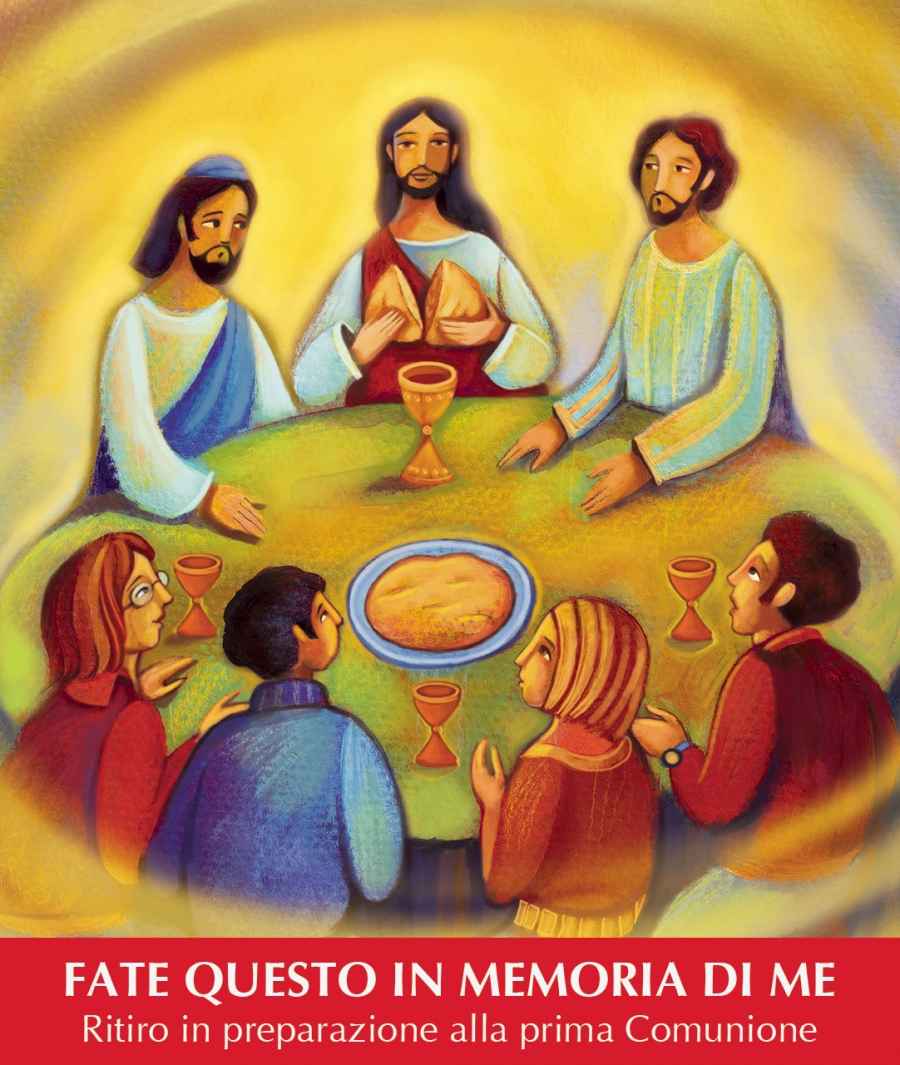 FATE QUESTO IN MEMORIA DI ME
Ritiro in preparazione alla prima Comunione